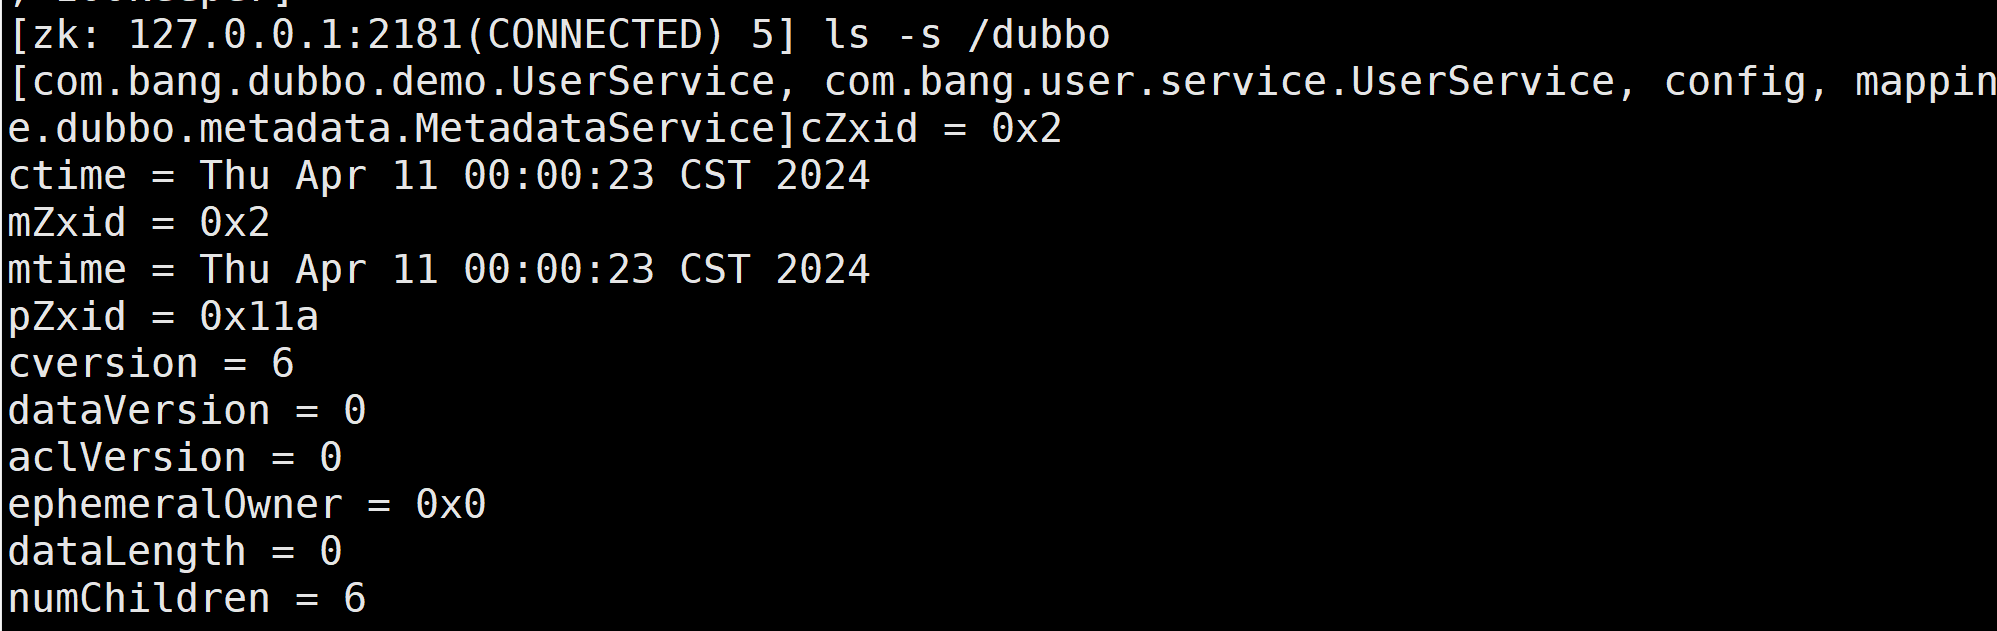 [zk: 127.0.0.1:2181(CONNECTED) 5] ls -s /dubbo
[com.bang.dubbo.demo.UserService, com.bang.user.service.UserService, config, mappin
e.dubbo.metadata.MetadataService]cZxid = 0x2
ctime = Thu Apr 11 00:00:23 CST 2024
mZxid = 0x2
mtime = Thu Apr 11 00:00:23 CST 2024
pZxid = 0x11a
cversion = 6
dataVersion = 0
aclVersion = 0
ephemeralOwner = 0x0
dataLength = 0
numChildren = 6